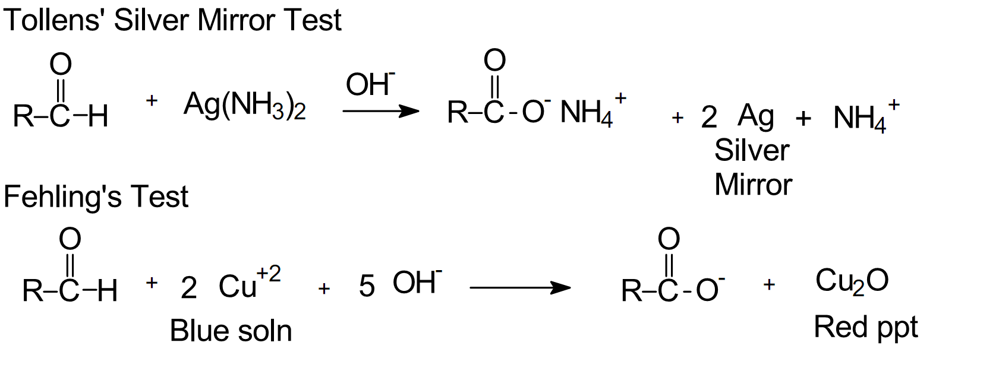 Tollens' Silver Mirror Test
O
R–C–H + Ag(NH₃)₂ OH⁻ R–C-O⁻ NH₄⁺ + 2 Ag + NH₄⁺
O
Silver
Mirror
Fehling's Test
O
R–C–H + 2 Cu⁺² + 5 OH⁻ R–C-O⁻ + Cu₂O
O
Blue soln
Red ppt